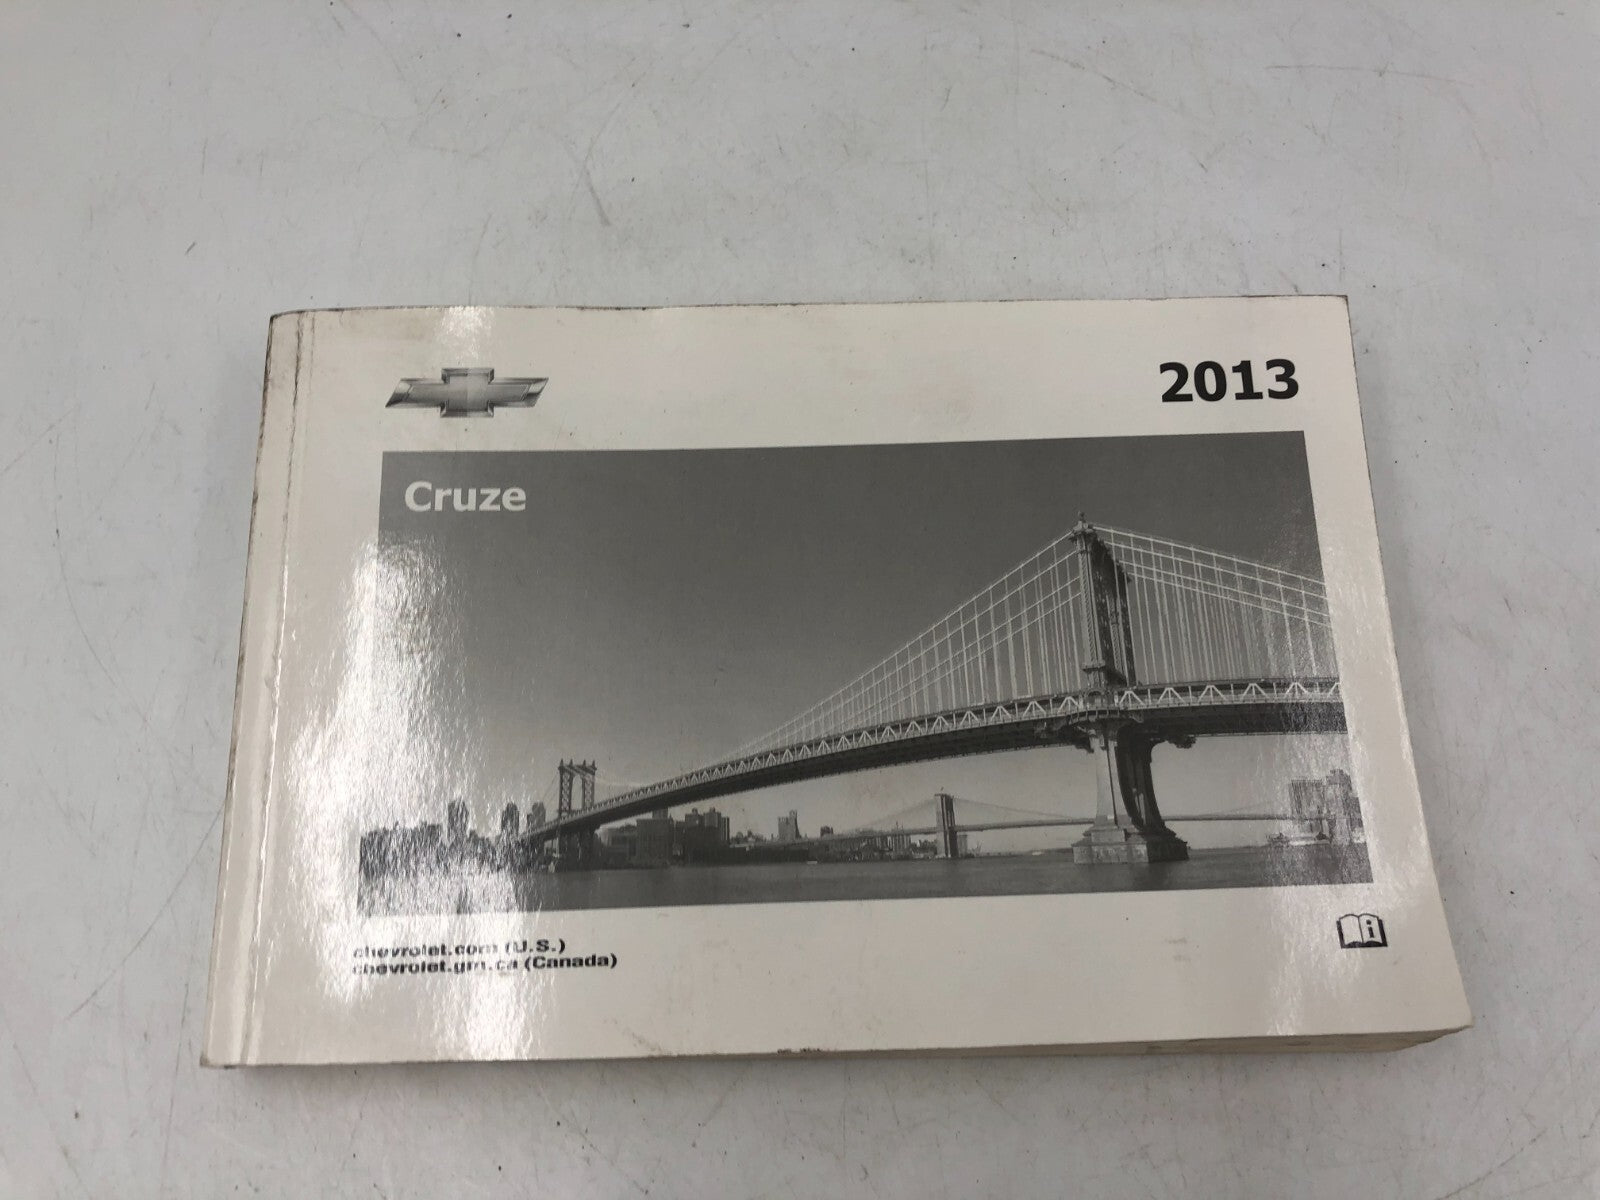 2013
Cruze
chevrolet.com (U.S.)
chevrolet.gm.ca (Canada)
i